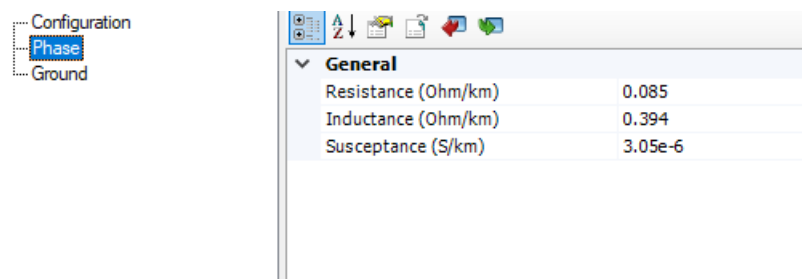 Configuration
Phase
Ground
General
Resistance (Ohm/km) 0.085
Inductance (Ohm/km) 0.394
Susceptance (S/km) 3.05e-6